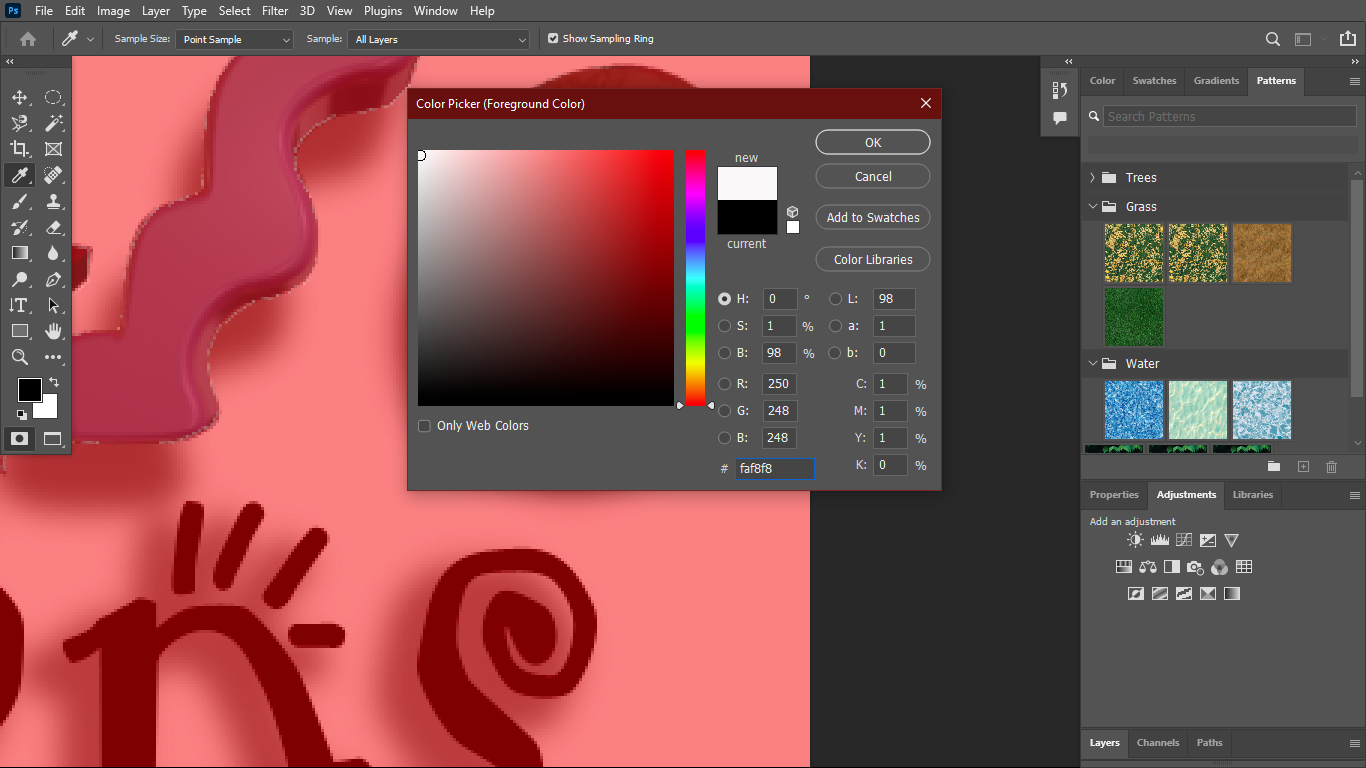 Ps File Edit Image Layer Type Select Filter 3D View Plugins Window Help
Sample Size: Point Sample Sample: All Layers Show Sampling Ring
Color Picker (Foreground Color)
new
current
OK
Cancel
Add to Swatches
Color Libraries
H: 0 ° L: 98
S: 1 % a: 1
B: 98 % b: 0
R: 250 C: 1 %
G: 248 M: 1 %
B: 248 Y: 1 %
# faf8f8 K: 0 %
Only Web Colors
Color Swatches Gradients Patterns
Search Patterns
Trees
Grass
Water
Properties Adjustments Libraries
Add an adjustment
Layers Channels Paths
ns